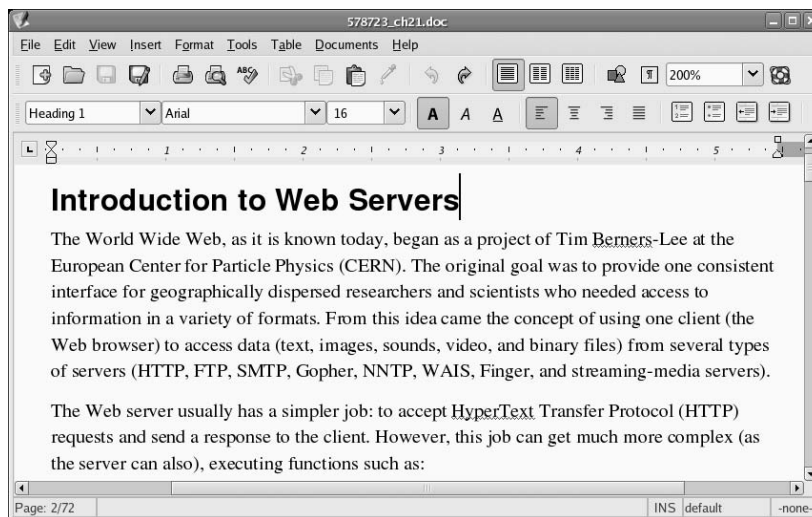 578723_ch21.doc
File Edit View Insert Format Tools Table Documents Help
ABC 200%
Heading 1 Arial 16 A A A
1 2 3 4 5
Introduction to Web Servers
The World Wide Web, as it is known today, began as a project of Tim Berners-Lee at the
European Center for Particle Physics (CERN). The original goal was to provide one consistent
interface for geographically dispersed researchers and scientists who needed access to
information in a variety of formats. From this idea came the concept of using one client (the
Web browser) to access data (text, images, sounds, video, and binary files) from several types
of servers (HTTP, FTP, SMTP, Gopher, NNTP, WAIS, Finger, and streaming-media servers).
The Web server usually has a simpler job: to accept HyperText Transfer Protocol (HTTP)
requests and send a response to the client. However, this job can get much more complex (as
the server can also), executing functions such as:
Page: 2/72 INS default -none-